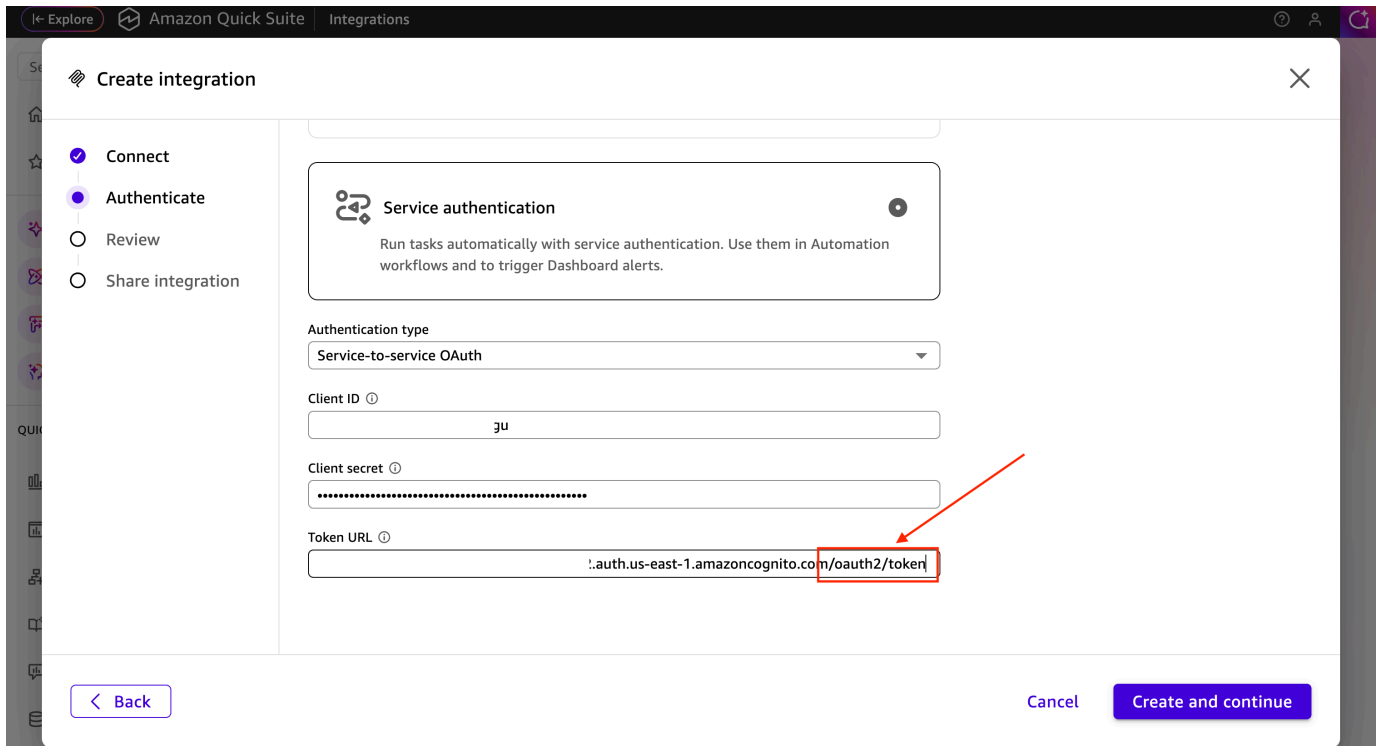 Explore
Amazon Quick Suite
Integrations
Create integration
Connect
Authenticate
Review
Share integration
Service authentication
Run tasks automatically with service authentication. Use them in Automation
workflows and to trigger Dashboard alerts.
Authentication type
Service-to-service OAuth
Client ID
gu
Client secret
••••••••••••••••••••••••••••••••••••••••••••••••••••
Token URL
.auth.us-east-1.amazoncognito.com/oauth2/token
Back
Cancel
Create and continue